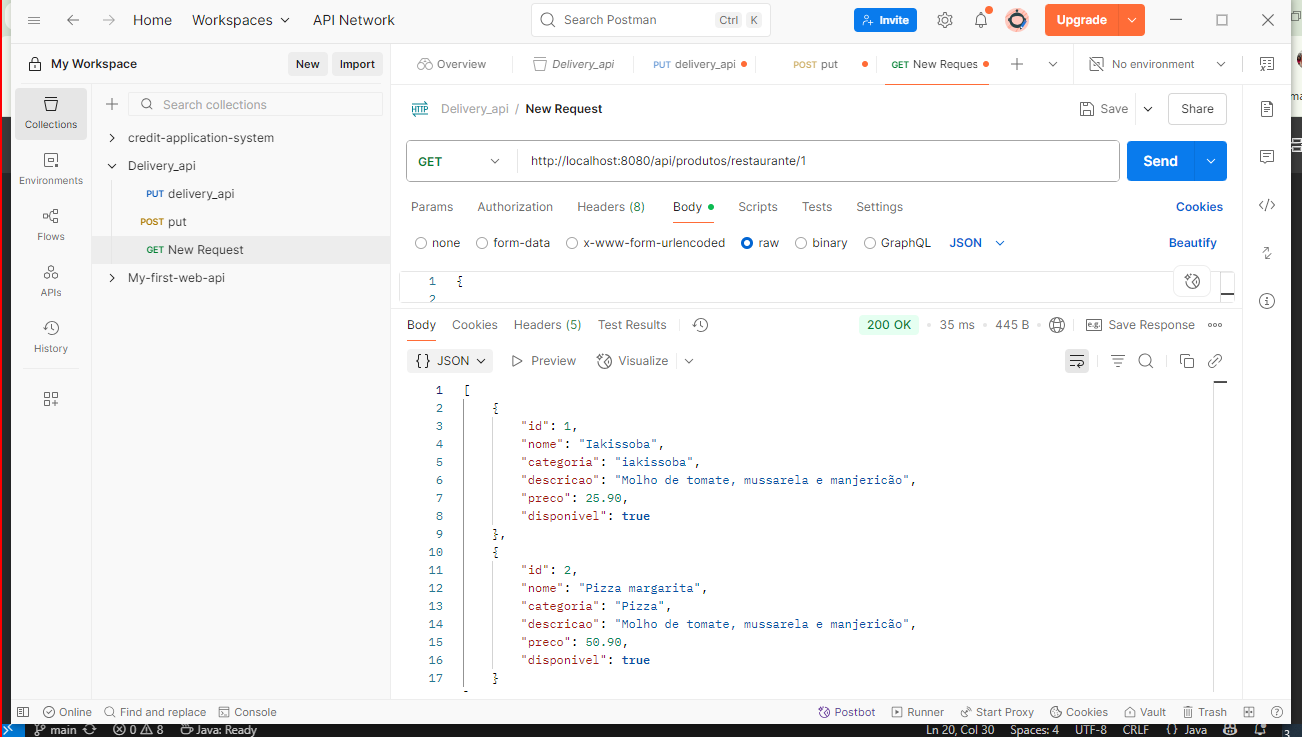 Home Workspaces API Network Search Postman Ctrl K Invite Upgrade
My Workspace New Import Overview Delivery_api PUT delivery_api POST put GET New Reques No environment
Collections
Search collections
Environments
Flows
APIs
History
credit-application-system
Delivery_api
PUT delivery_api
POST put
GET New Request
My-first-web-api
HTTP Delivery_api / New Request Save Share
GET http://localhost:8080/api/produtos/restaurante/1 Send
Params Authorization Headers (8) Body Scripts Tests Settings Cookies
none form-data x-www-form-urlencoded raw binary GraphQL JSON Beautify
1 {
2
Body Cookies Headers (5) Test Results 200 OK 35 ms 445 B e.g. Save Response
{} JSON Preview Visualize
1 [
2 {
3 "id": 1,
4 "nome": "Iakissoba",
5 "categoria": "iakissoba",
6 "descricao": "Molho de tomate, mussarela e manjericão",
7 "preco": 25.90,
8 "disponivel": true
9 },
10 {
11 "id": 2,
12 "nome": "Pizza margarita",
13 "categoria": "Pizza",
14 "descricao": "Molho de tomate, mussarela e manjericão",
15 "preco": 50.90,
16 "disponivel": true
17 }
Online Find and replace Console Postbot Runner Start Proxy Cookies Vault Trash
main 0 8 Java: Ready Ln 20, Col 30 Spaces: 4 UTF-8 CRLF {} Java 3